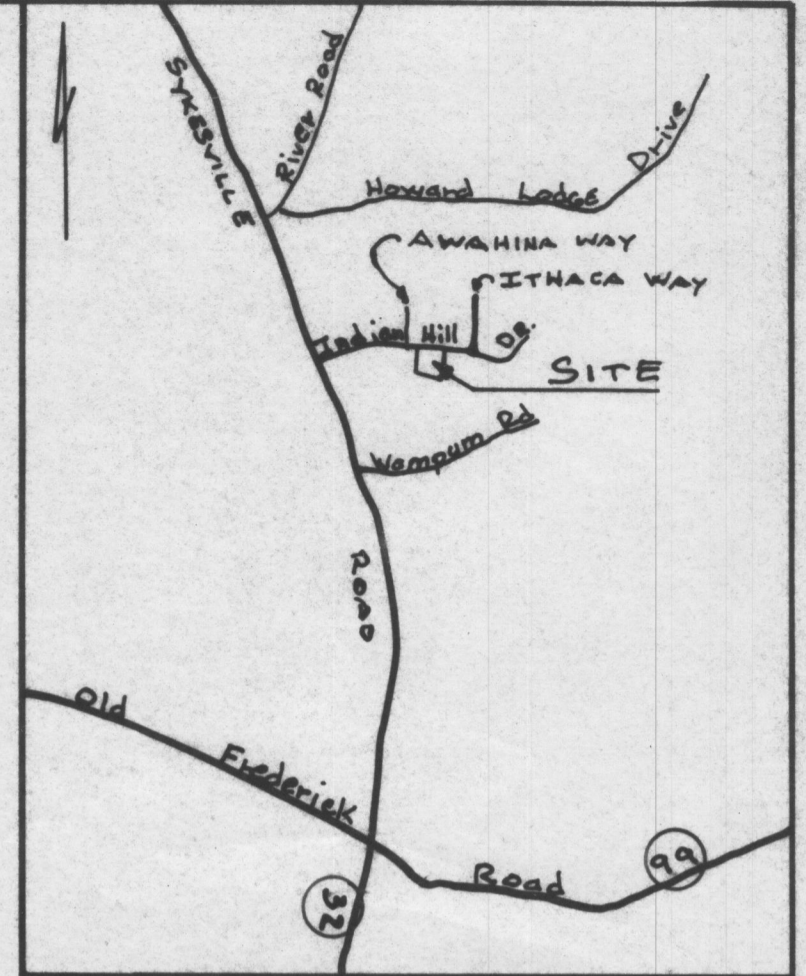 SYKESVILLE
River Road
Howard Lodge Drive
AWAHINA WAY
ITHACA WAY
Indian Hill DR.
SITE
Wampum Rd
ROAD
Old Frederick Road
99
32